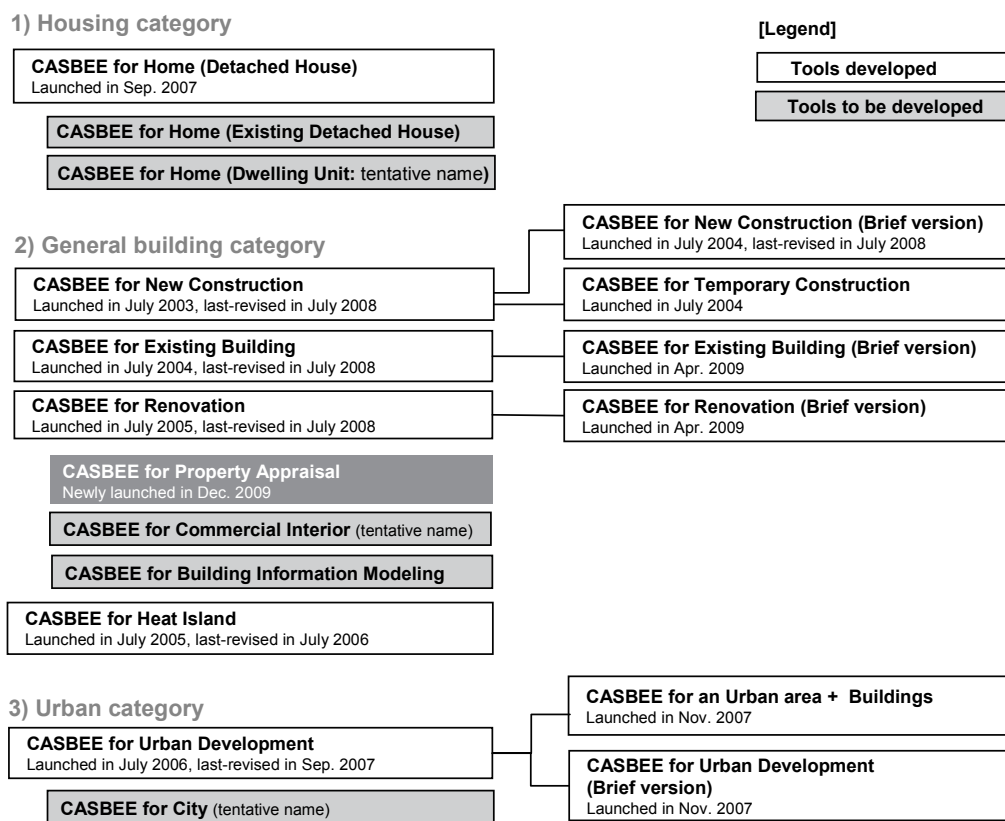 1) Housing category
CASBEE for Home (Detached House)
Launched in Sep. 2007
CASBEE for Home (Existing Detached House)
CASBEE for Home (Dwelling Unit: tentative name)
[Legend]
Tools developed
Tools to be developed
2) General building category
CASBEE for New Construction
Launched in July 2003, last-revised in July 2008
CASBEE for New Construction (Brief version)
Launched in July 2004, last-revised in July 2008
CASBEE for Temporary Construction
Launched in July 2004
CASBEE for Existing Building
Launched in July 2004, last-revised in July 2008
CASBEE for Existing Building (Brief version)
Launched in Apr. 2009
CASBEE for Renovation
Launched in July 2005, last-revised in July 2008
CASBEE for Renovation (Brief version)
Launched in Apr. 2009
CASBEE for Property Appraisal
Newly launched in Dec. 2009
CASBEE for Commercial Interior (tentative name)
CASBEE for Building Information Modeling
CASBEE for Heat Island
Launched in July 2005, last-revised in July 2006
3) Urban category
CASBEE for Urban Development
Launched in July 2006, last-revised in Sep. 2007
CASBEE for an Urban area + Buildings
Launched in Nov. 2007
CASBEE for Urban Development
(Brief version)
Launched in Nov. 2007
CASBEE for City (tentative name)